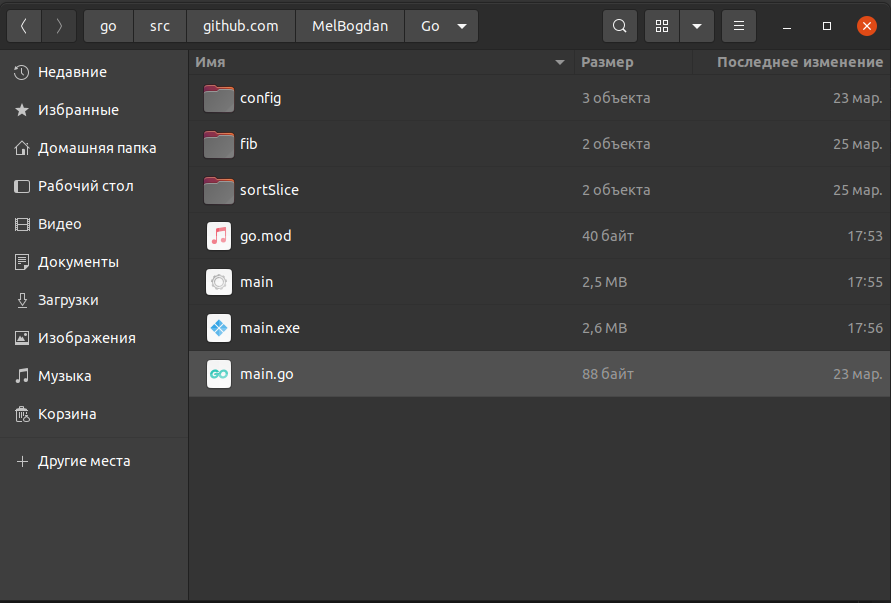 go src github.com MelBogdan Go
Недавние
Избранные
Домашняя папка
Рабочий стол
Видео
Документы
Загрузки
Изображения
Музыка
Корзина
Другие места
Имя Размер Последнее изменение
config 3 объекта 23 мар.
fib 2 объекта 25 мар.
sortSlice 2 объекта 25 мар.
go.mod 40 байт 17:53
main 2,5 MB 17:55
main.exe 2,6 MB 17:56
main.go 88 байт 23 мар.